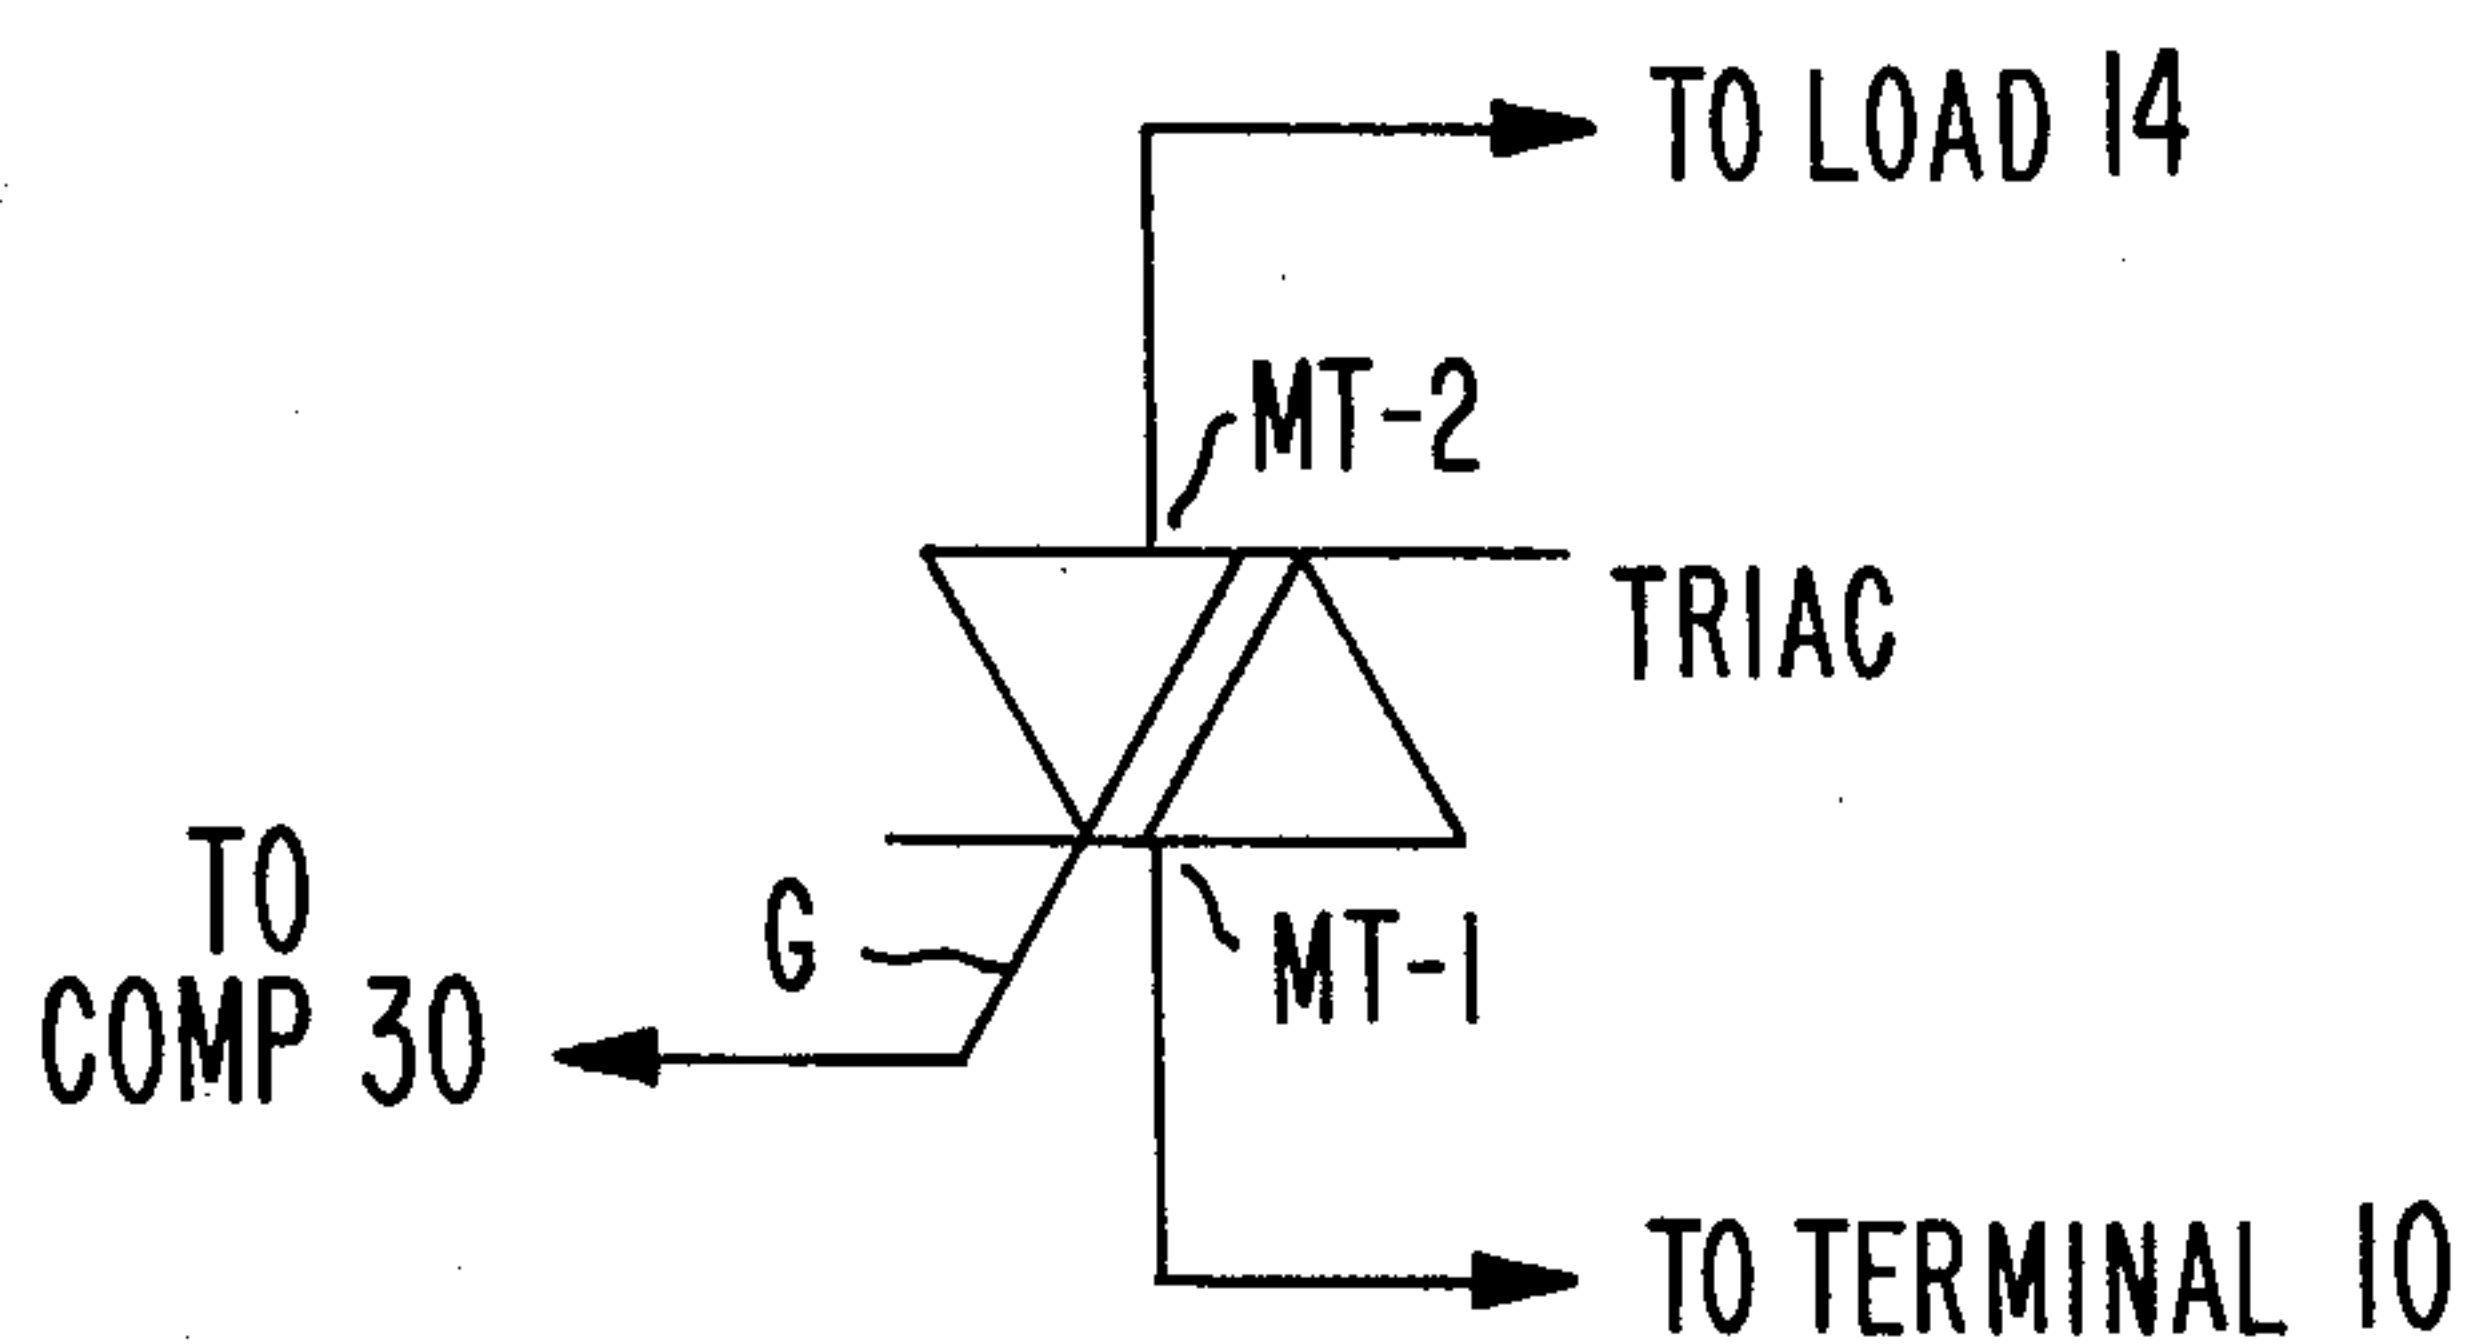 TO LOAD 14
MT-2
TRIAC
TO
COMP 30
G
MT-1
TO TERMINAL 10